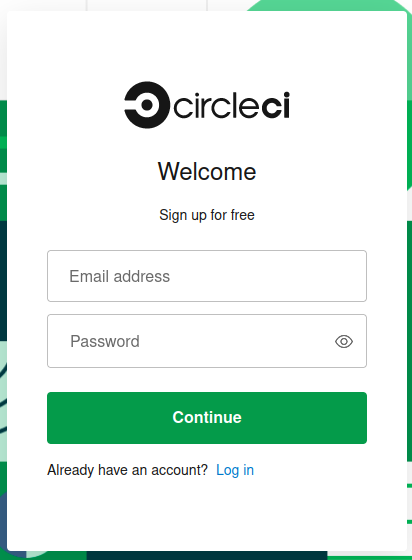 circleci
Welcome
Sign up for free
Email address
Password
Continue
Already have an account? Log in